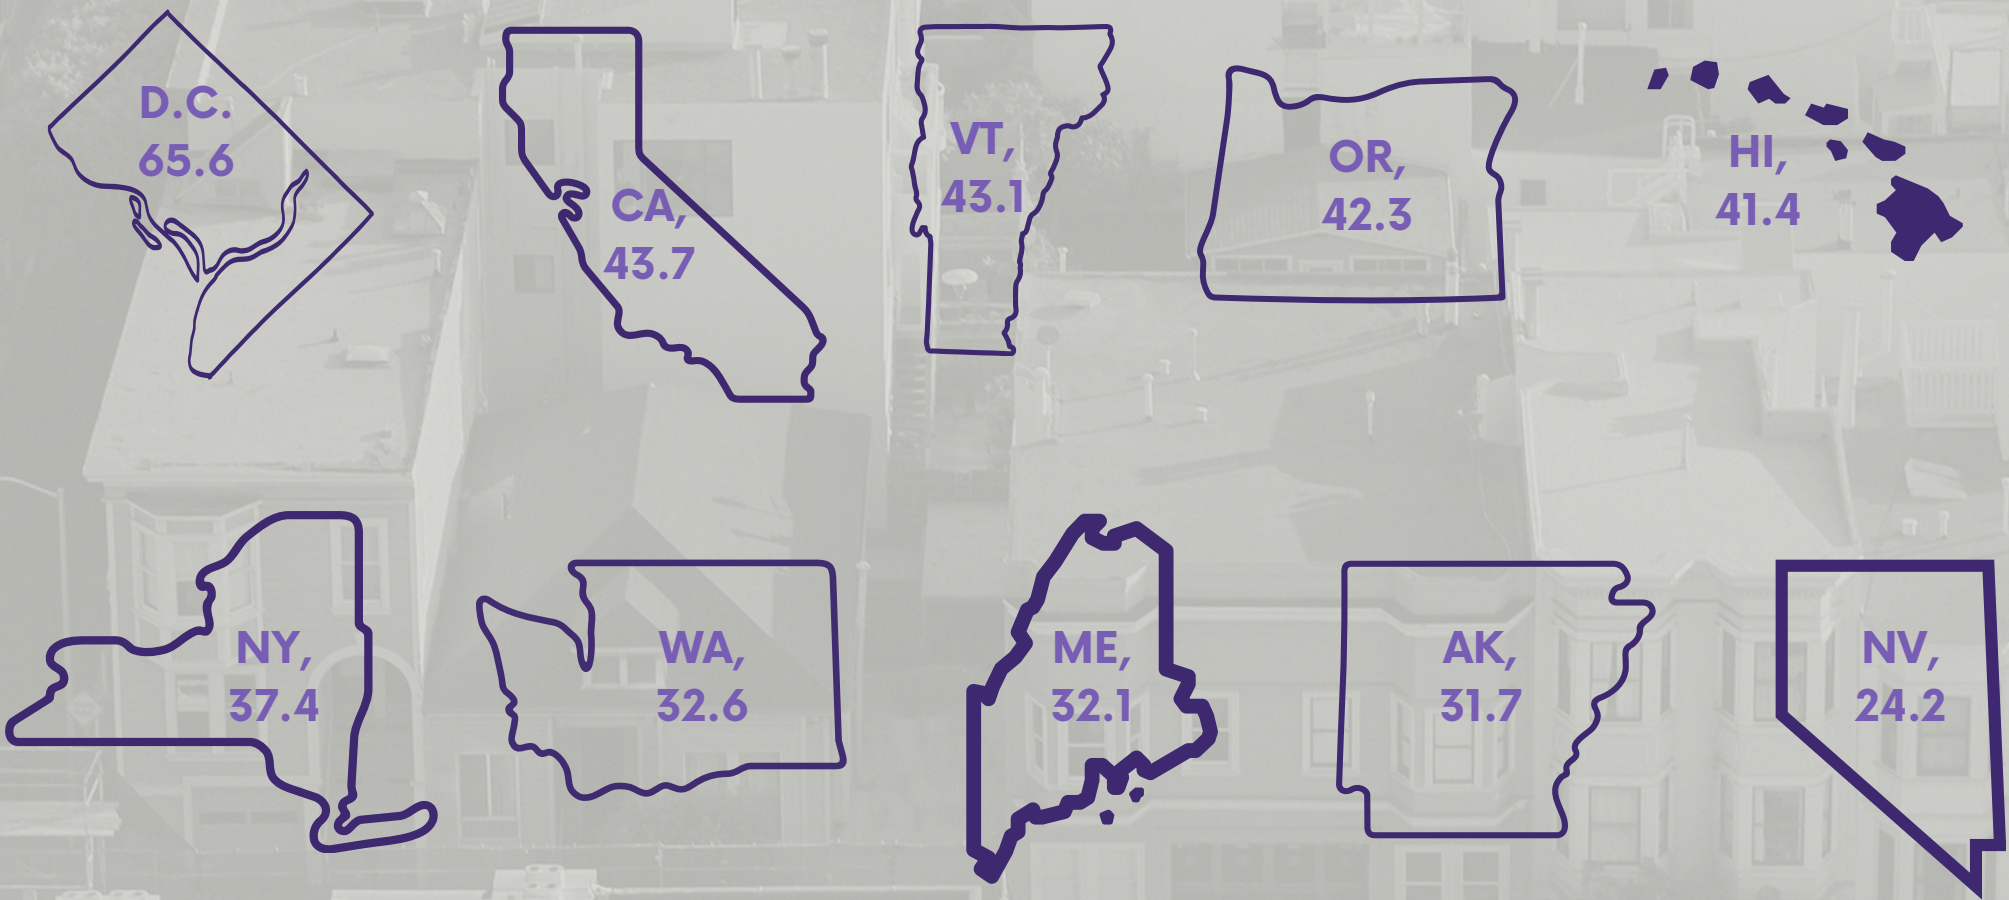 D.C.
65.6
CA,
43.7
VT,
43.1
OR,
42.3
HI,
41.4
NY,
37.4
WA,
32.6
ME,
32.1
AK,
31.7
NV,
24.2